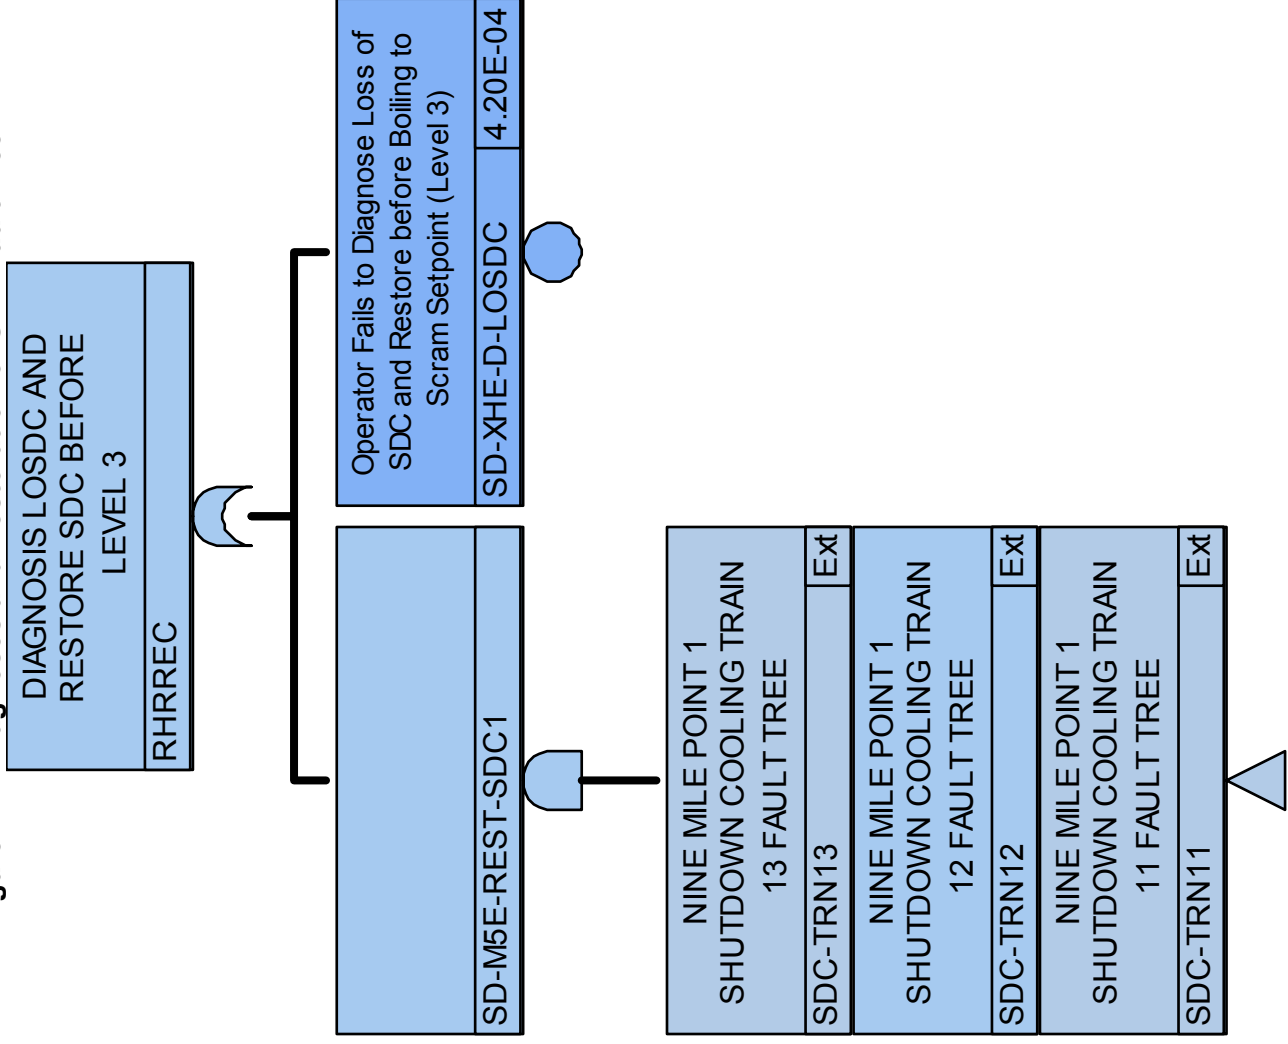 DIAGNOSIS LOSDC AND
RESTORE SDC BEFORE
LEVEL 3
RHRREC
SD-M5E-REST-SDC1
Operator Fails to Diagnose Loss of
SDC and Restore before Boiling to
Scram Setpoint (Level 3)
SD-XHE-D-LOSDC 4.20E-04
NINE MILE POINT 1
SHUTDOWN COOLING TRAIN
13 FAULT TREE
SDC-TRN13 Ext
NINE MILE POINT 1
SHUTDOWN COOLING TRAIN
12 FAULT TREE
SDC-TRN12 Ext
NINE MILE POINT 1
SHUTDOWN COOLING TRAIN
11 FAULT TREE
SDC-TRN11 Ext